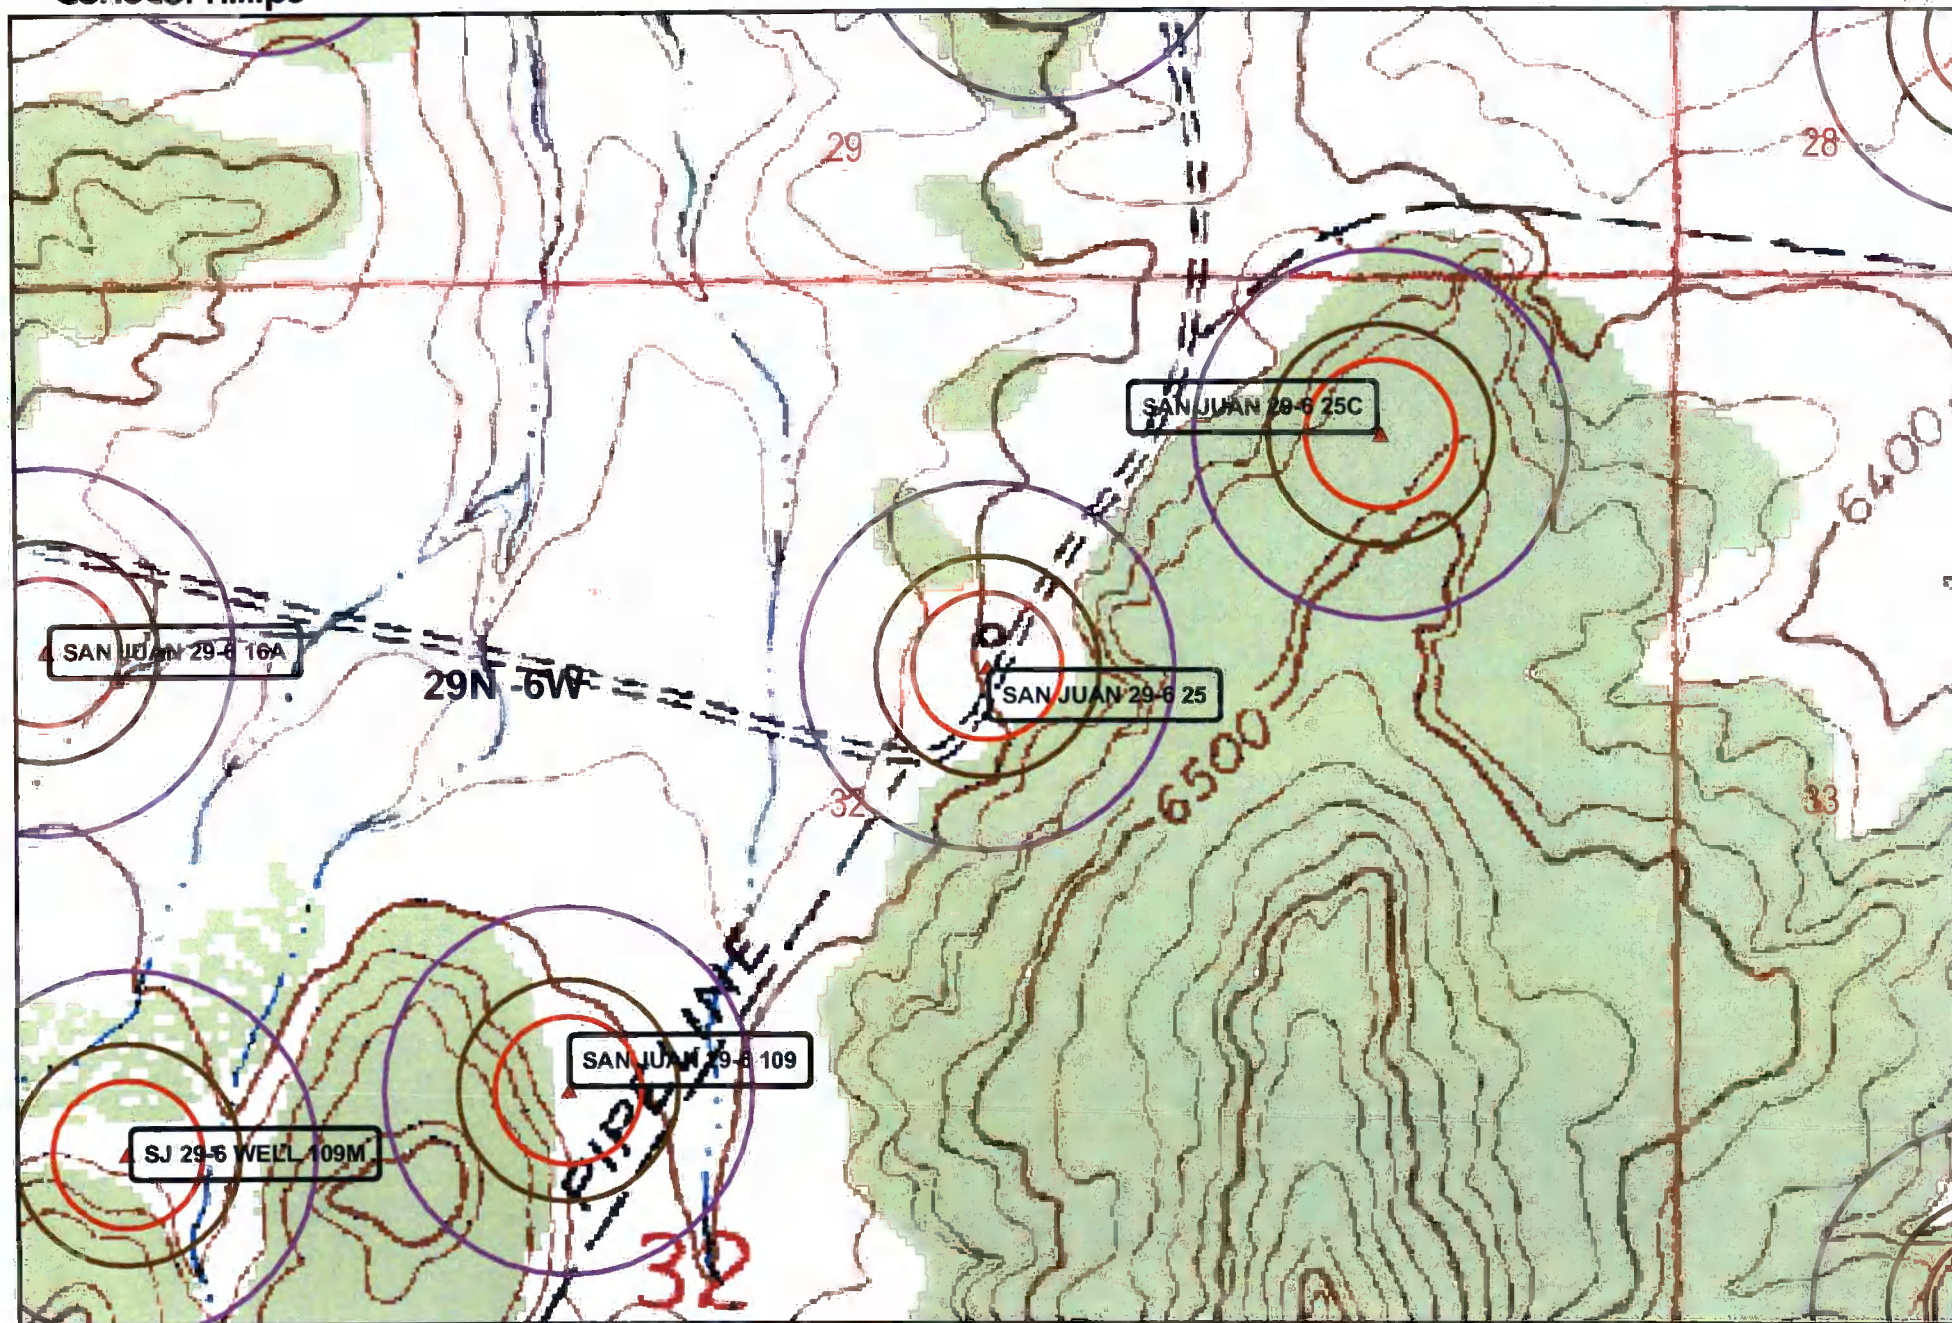 29
28
SAN JUAN 29-6 25C
6400
SAN JUAN 29-6 16A
29N -6W
SAN JUAN 29-6 25
6500
32
33
PIPELINE
SAN JUAN 29-6 109
SJ 29-6 WELL 109M
32